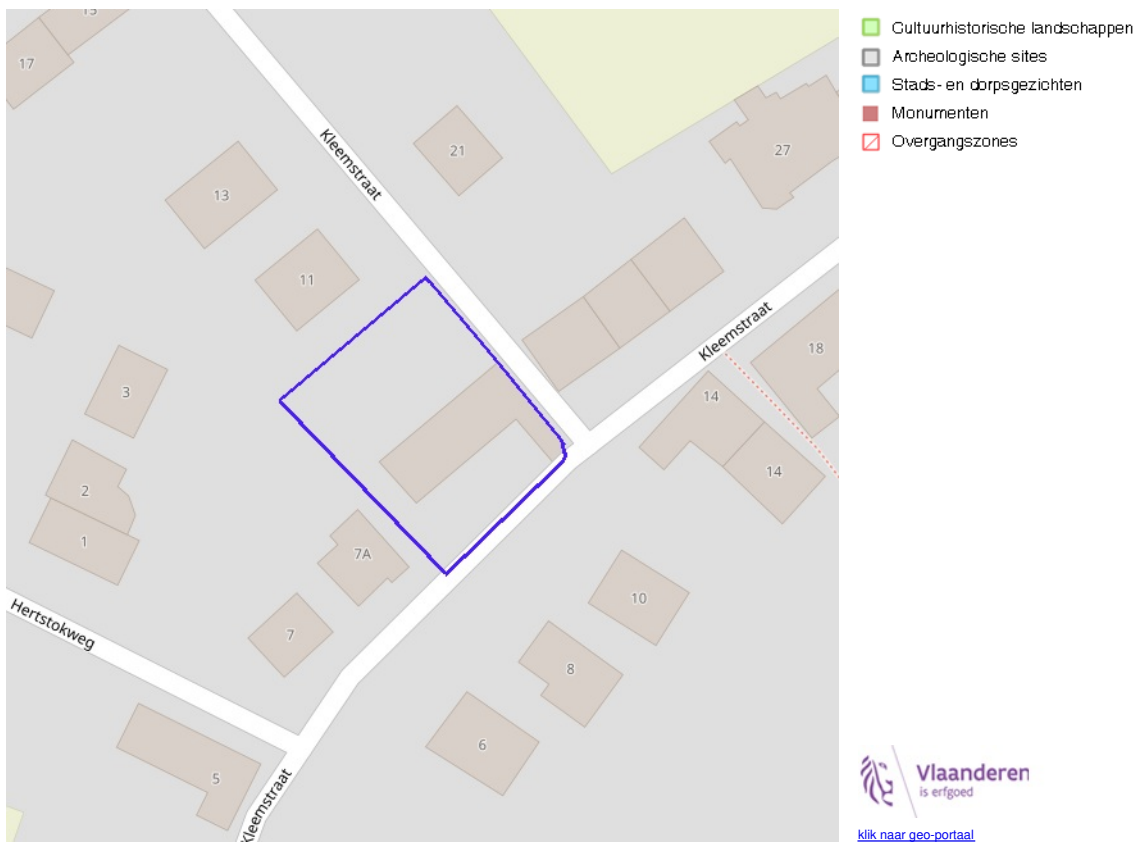 15
17
Kleemstraat
21
27
13
11
Kleemstraat
18
3
14
14
2
1
7A
10
Hertstokweg
7
8
6
5
Kleemstraat
Cultuurhistorische landschappen
Archeologische sites
Stads- en dorpsgezichten
Monumenten
Overgangszones
Vlaanderen
is erfgoed
klik naar geo-portaal